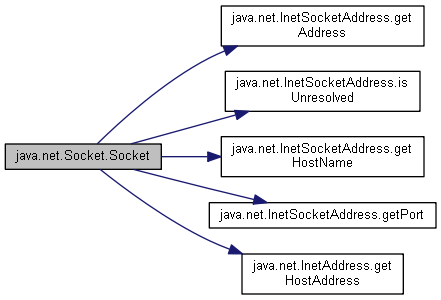 java.net.InetSocketAddress.get
Address
java.net.InetSocketAddress.is
Unresolved
java.net.Socket.Socket
java.net.InetSocketAddress.get
HostName
java.net.InetSocketAddress.getPort
java.net.InetAddress.get
HostAddress